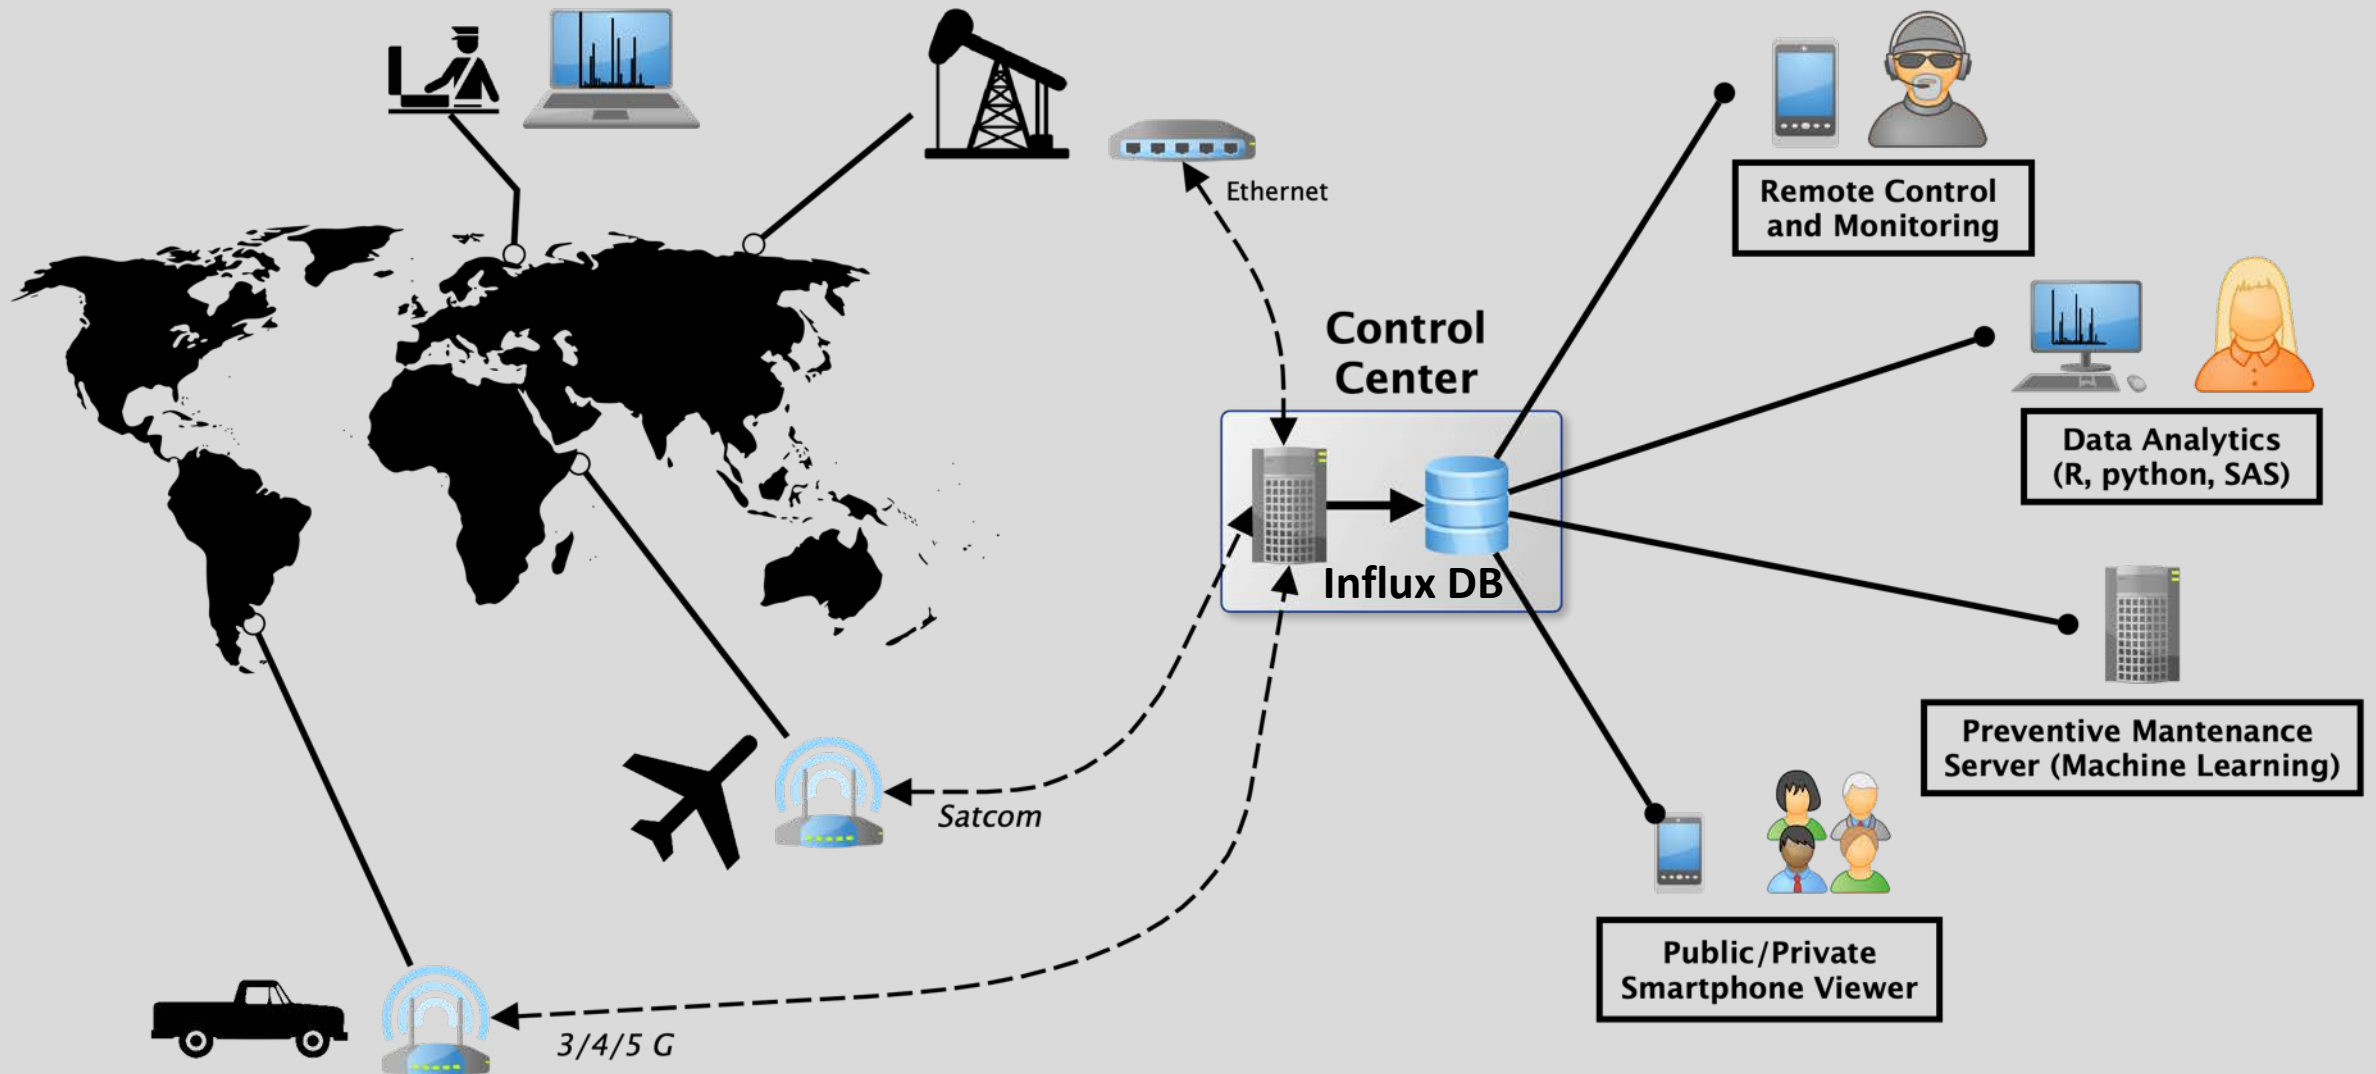 Ethernet
Remote Control
and Monitoring
Control
Center
Data Analytics
(R, python, SAS)
Influx DB
Preventive Mantenance
Server (Machine Learning)
Satcom
Public/Private
Smartphone Viewer
3/4/5 G